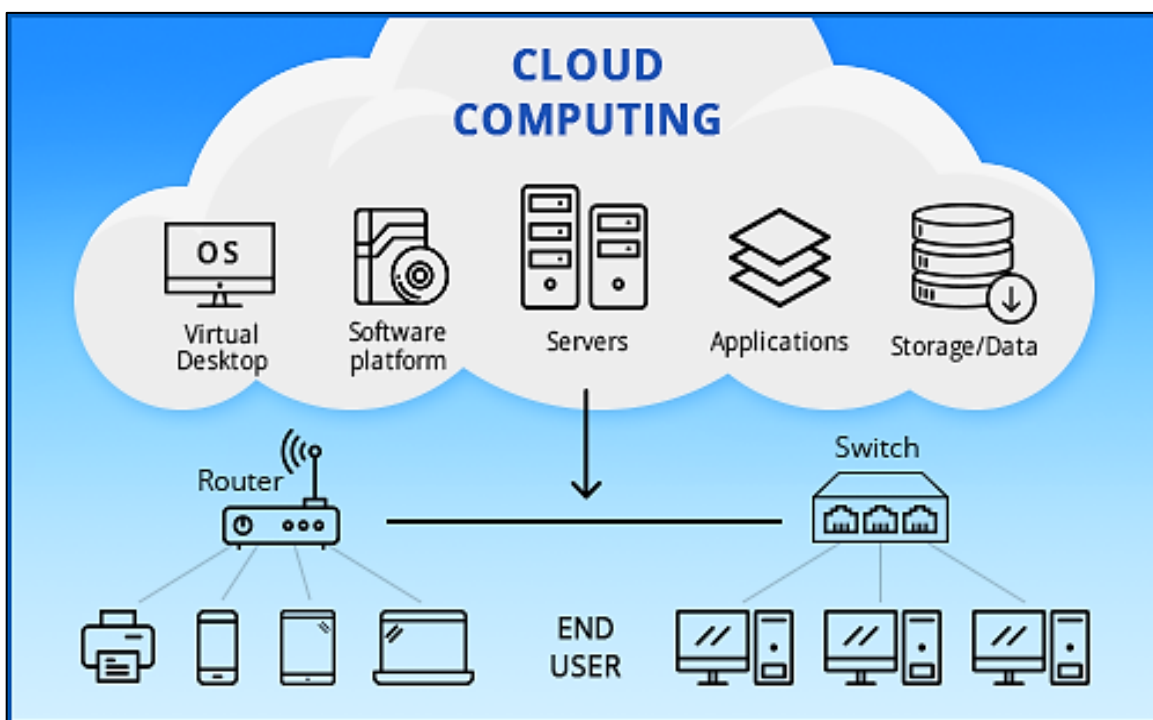 CLOUD
COMPUTING
OS
Virtual
Desktop
Software
platform
Servers
Applications
Storage/Data
Router
Switch
END
USER